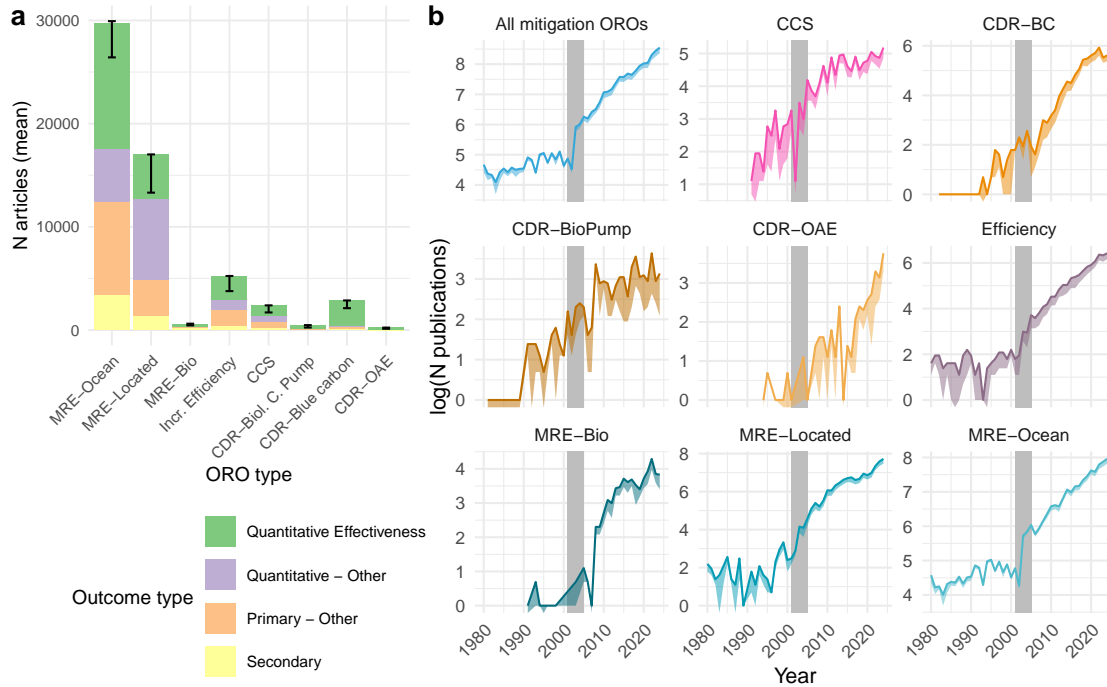 a
N articles (mean)
30000
20000
10000
0
MRE−Ocean
MRE−Located
MRE−Bio
Incr. Efficiency
CCS
CDR−Biol. C. Pump
CDR−Blue carbon
CDR−OAE
ORO type
Outcome type
Quantitative Effectiveness
Quantitative − Other
Primary − Other
Secondary
b
log(N publications)
All mitigation OROs
8
7
6
5
4
CCS
5
4
3
2
1
CDR−BC
6
4
2
0
CDR−BioPump
3
2
1
0
CDR−OAE
3
2
1
0
Efficiency
6
4
2
0
MRE−Bio
4
3
2
1
0
1980
1990
2000
2010
2020
MRE−Located
8
6
4
2
0
1980
1990
2000
2010
2020
MRE−Ocean
8
7
6
5
4
1980
1990
2000
2010
2020
Year